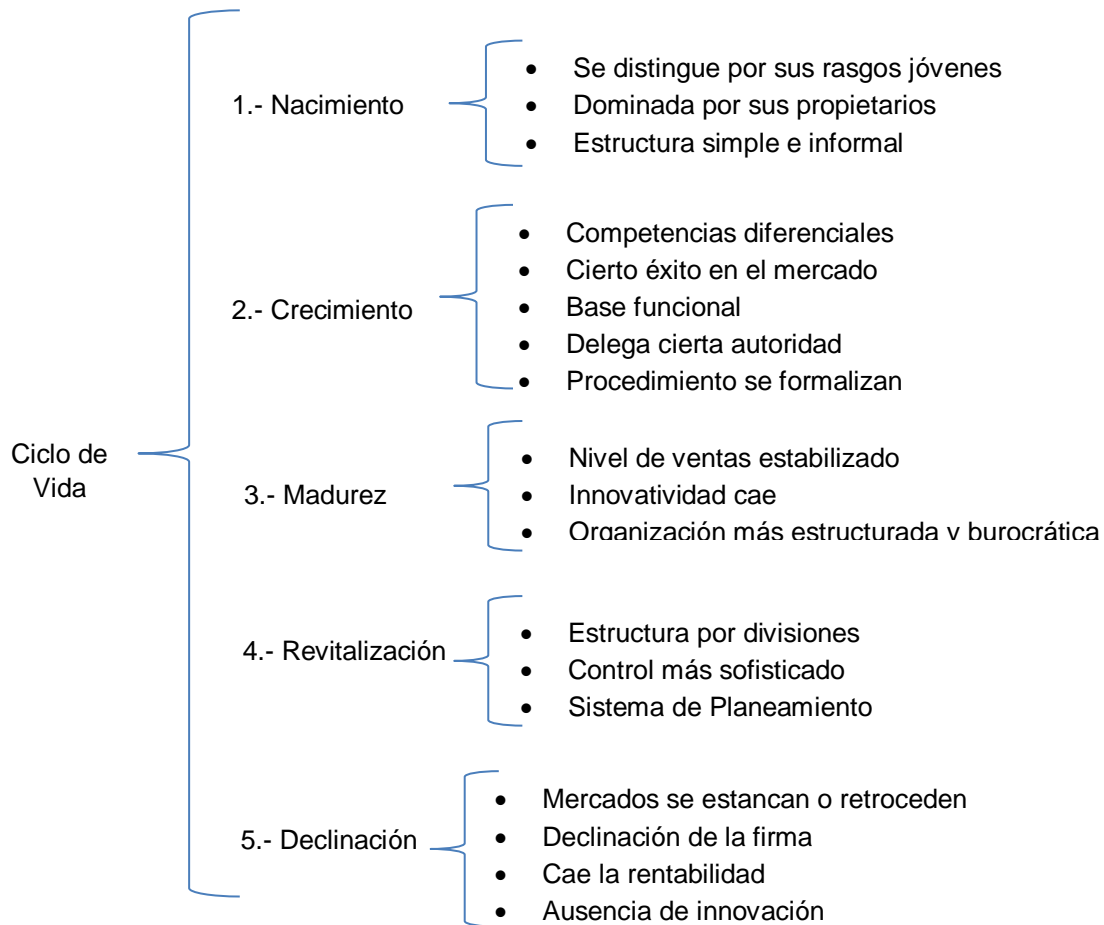 Ciclo de
Vida
1.- Nacimiento
• Se distingue por sus rasgos jóvenes
• Dominada por sus propietarios
• Estructura simple e informal
2.- Crecimiento
• Competencias diferenciales
• Cierto éxito en el mercado
• Base funcional
• Delega cierta autoridad
• Procedimiento se formalizan
3.- Madurez
• Nivel de ventas estabilizado
• Innovatividad cae
• Organización más estructurada y burocrática
4.- Revitalización
• Estructura por divisiones
• Control más sofisticado
• Sistema de Planeamiento
5.- Declinación
• Mercados se estancan o retroceden
• Declinación de la firma
• Cae la rentabilidad
• Ausencia de innovación